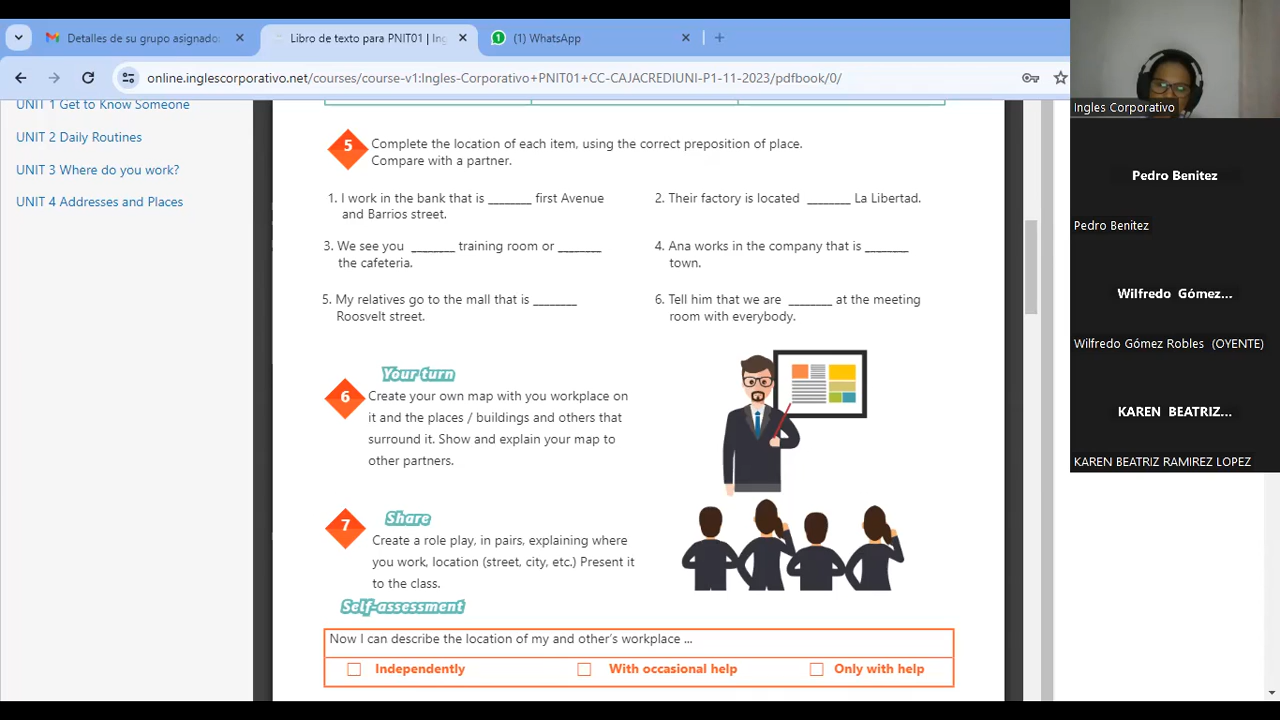 Detalles de su grupo asignado
Libro de texto para PNIT01 | Ing
(1) WhatsApp
online.inglescorporativo.net/courses/course-v1:Ingles-Corporativo+PNIT01+CC-CAJACREDIUNI-P1-11-2023/pdfbook/0/
UNIT 1 Get to Know Someone
UNIT 2 Daily Routines
UNIT 3 Where do you work?
UNIT 4 Addresses and Places
5 Complete the location of each item, using the correct preposition of place.
Compare with a partner.
1. I work in the bank that is _______ first Avenue
and Barrios street.
2. Their factory is located _______ La Libertad.
3. We see you _______ training room or _______
the cafeteria.
4. Ana works in the company that is _______
town.
5. My relatives go to the mall that is _______
Roosvelt street.
6. Tell him that we are _______ at the meeting
room with everybody.
Your turn
6 Create your own map with you workplace on
it and the places / buildings and others that
surround it. Show and explain your map to
other partners.
Share
7 Create a role play, in pairs, explaining where
you work, location (street, city, etc.) Present it
to the class.
Self-assessment
Now I can describe the location of my and other's workplace ...
Independently
With occasional help
Only with help
Ingles Corporativo
Pedro Benitez
Pedro Benitez
Wilfredo Gómez...
Wilfredo Gómez Robles (OYENTE)
KAREN BEATRIZ...
KAREN BEATRIZ RAMIREZ LOPEZ